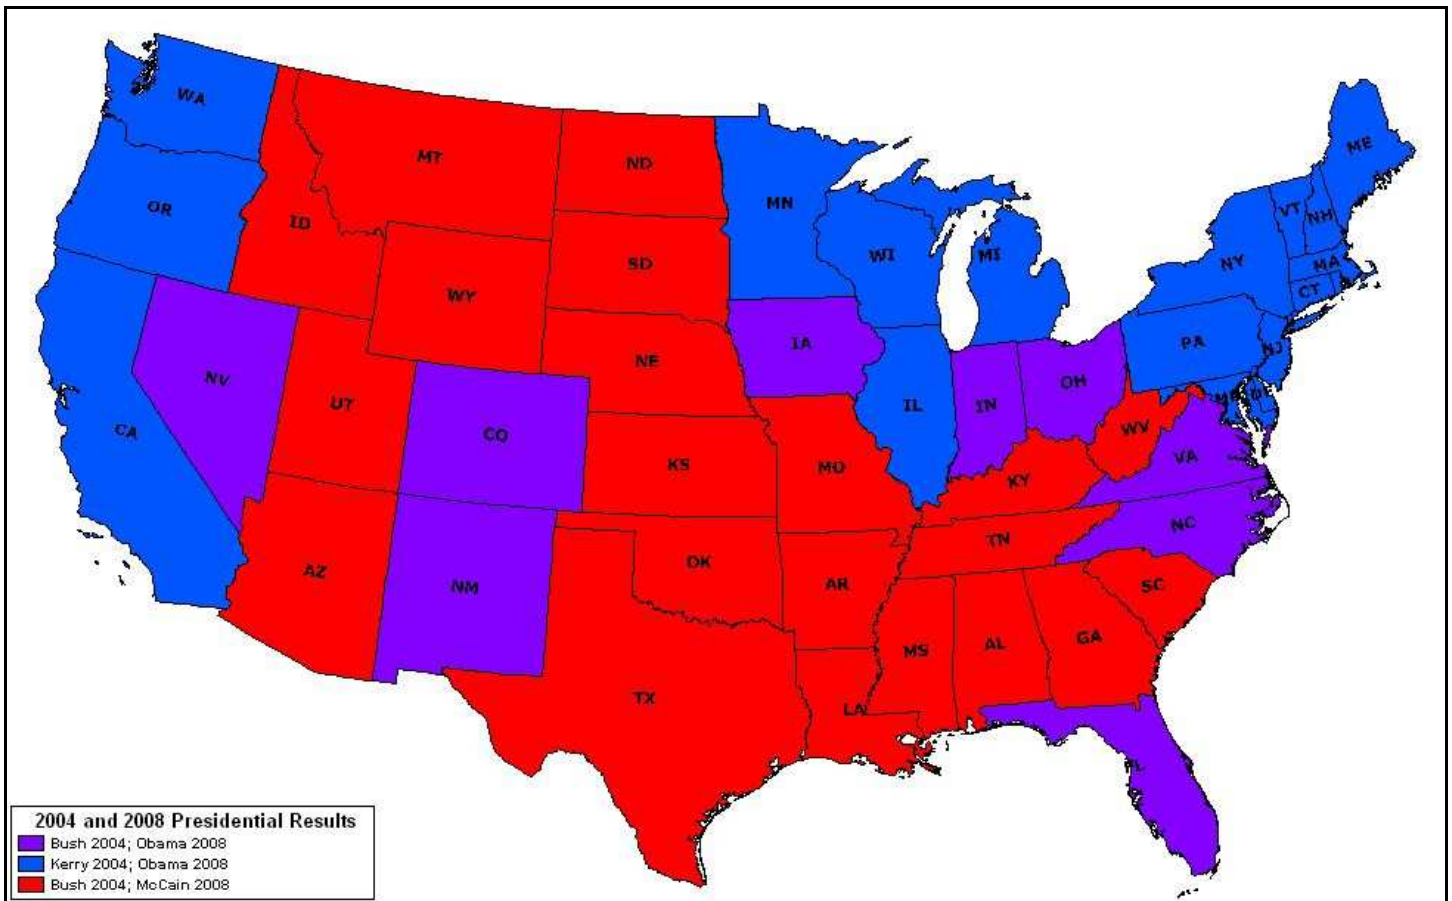 WA
MT
ND
MN
ME
OR
ID
VT
NH
WI
MI
NY
MA
SD
WY
CT
NE
IA
PA
NJ
NV
UT
CO
IL
IN
OH
CA
KS
MO
WV
VA
KY
NC
TN
AZ
NM
OK
AR
SC
MS
AL
GA
TX
LA
FL
2004 and 2008 Presidential Results
Bush 2004; Obama 2008
Kerry 2004; Obama 2008
Bush 2004; McCain 2008